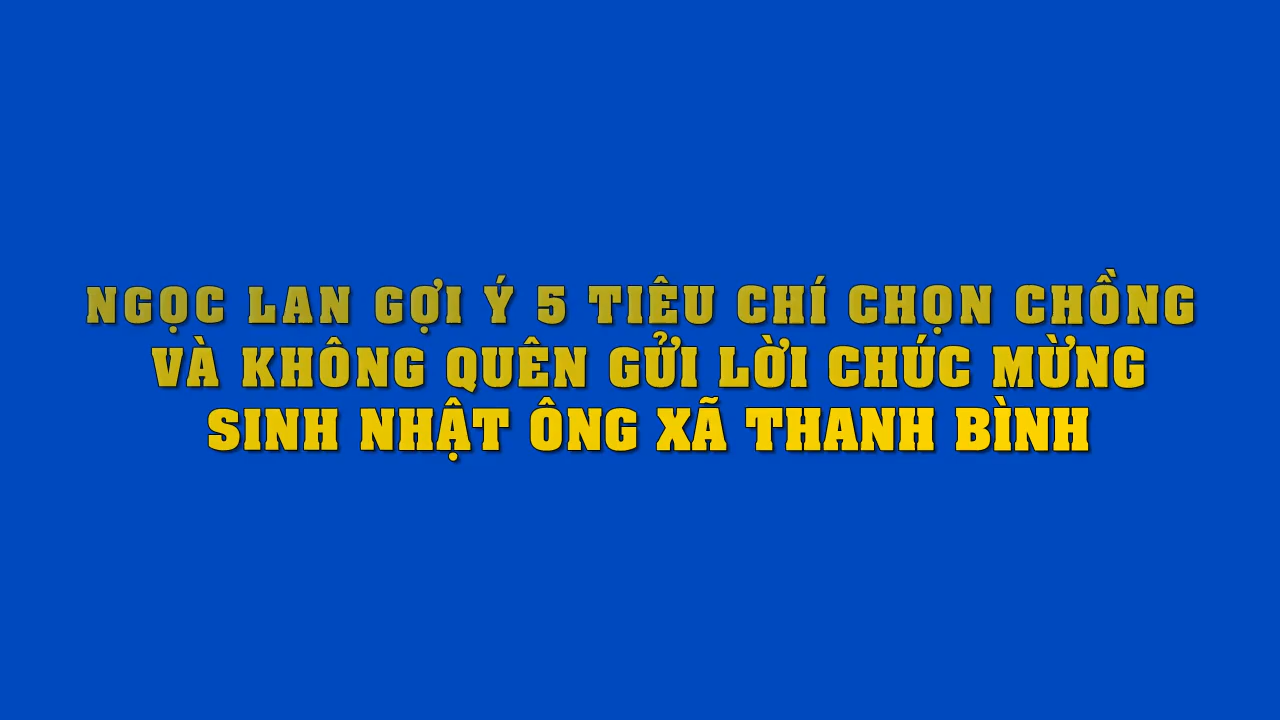 NGỌC LAN GỢI Ý 5 TIÊU CHÍ CHỌN CHỒNG
VÀ KHÔNG QUÊN GỬI LỜI CHÚC MỪNG
SINH NHẬT ÔNG XÃ THANH BÌNH